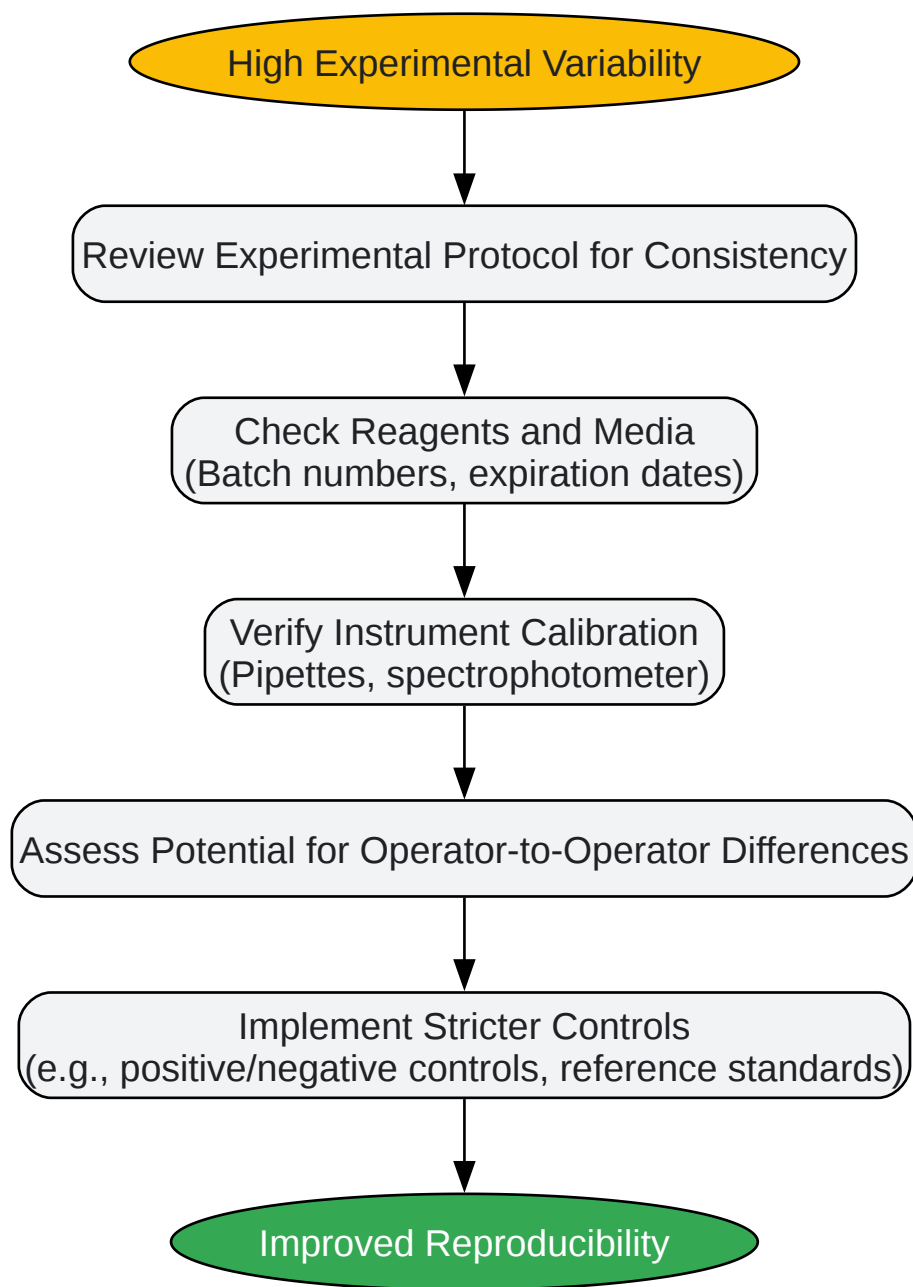 High Experimental Variability
Review Experimental Protocol for Consistency
Check Reagents and Media
(Batch numbers, expiration dates)
Verify Instrument Calibration
(Pipettes, spectrophotometer)
Assess Potential for Operator-to-Operator Differences
Implement Stricter Controls
(e.g., positive/negative controls, reference standards)
Improved Reproducibility